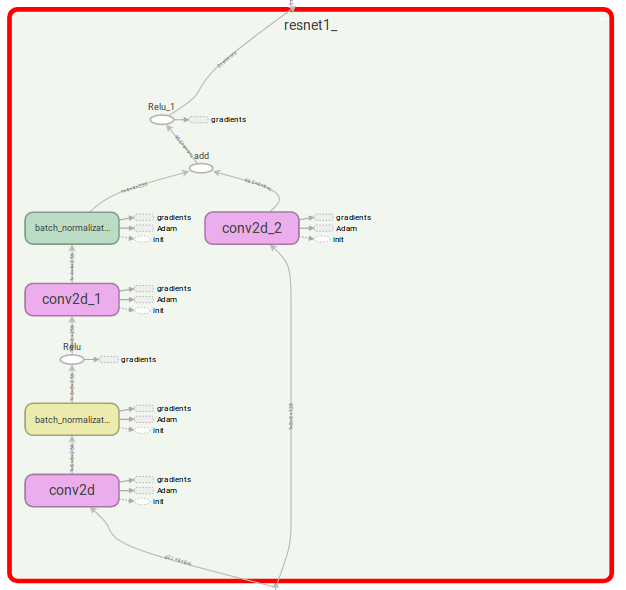 resnet1_
Relu_1
gradients
add
batch_normalizat...
gradients
Adam
init
conv2d_2
gradients
Adam
init
conv2d_1
gradients
Adam
init
Relu
gradients
batch_normalizat...
gradients
Adam
init
conv2d
gradients
Adam
init